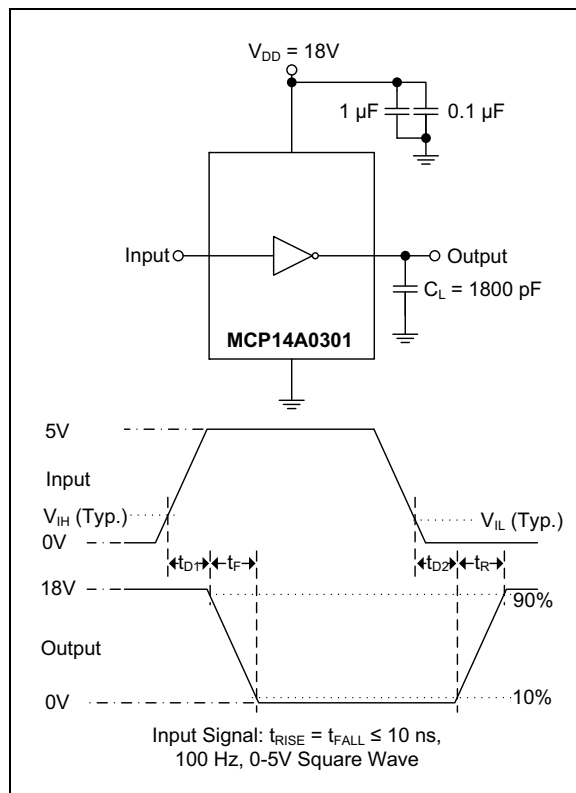 V_DD = 18V
1 µF
0.1 µF
Input
Output
C_L = 1800 pF
MCP14A0301
5V
Input
V_IH (Typ.)
V_IL (Typ.)
0V
t_D1
t_F
t_D2
t_R
18V
90%
Output
0V
10%
Input Signal: t_RISE = t_FALL ≤ 10 ns,
100 Hz, 0-5V Square Wave